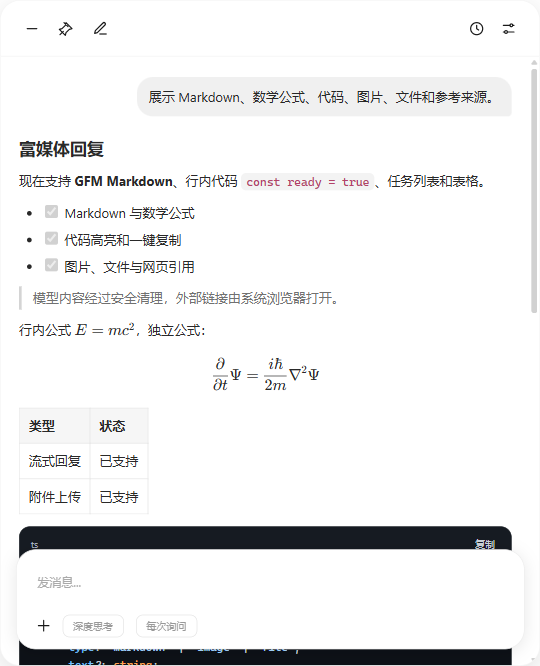 展示 Markdown、数学公式、代码、图片、文件和参考来源。
富媒体回复
现在支持 GFM Markdown、行内代码 const ready = true 、任务列表和表格。
Markdown 与数学公式
代码高亮和一键复制
图片、文件与网页引用
模型内容经过安全清理，外部链接由系统浏览器打开。
行内公式 E = mc²，独立公式：
∂/∂t Ψ = iħ/2m ∇²Ψ
类型 状态
流式回复 已支持
附件上传 已支持
ts 复制
发消息...
深度思考 每次询问
text?: string;